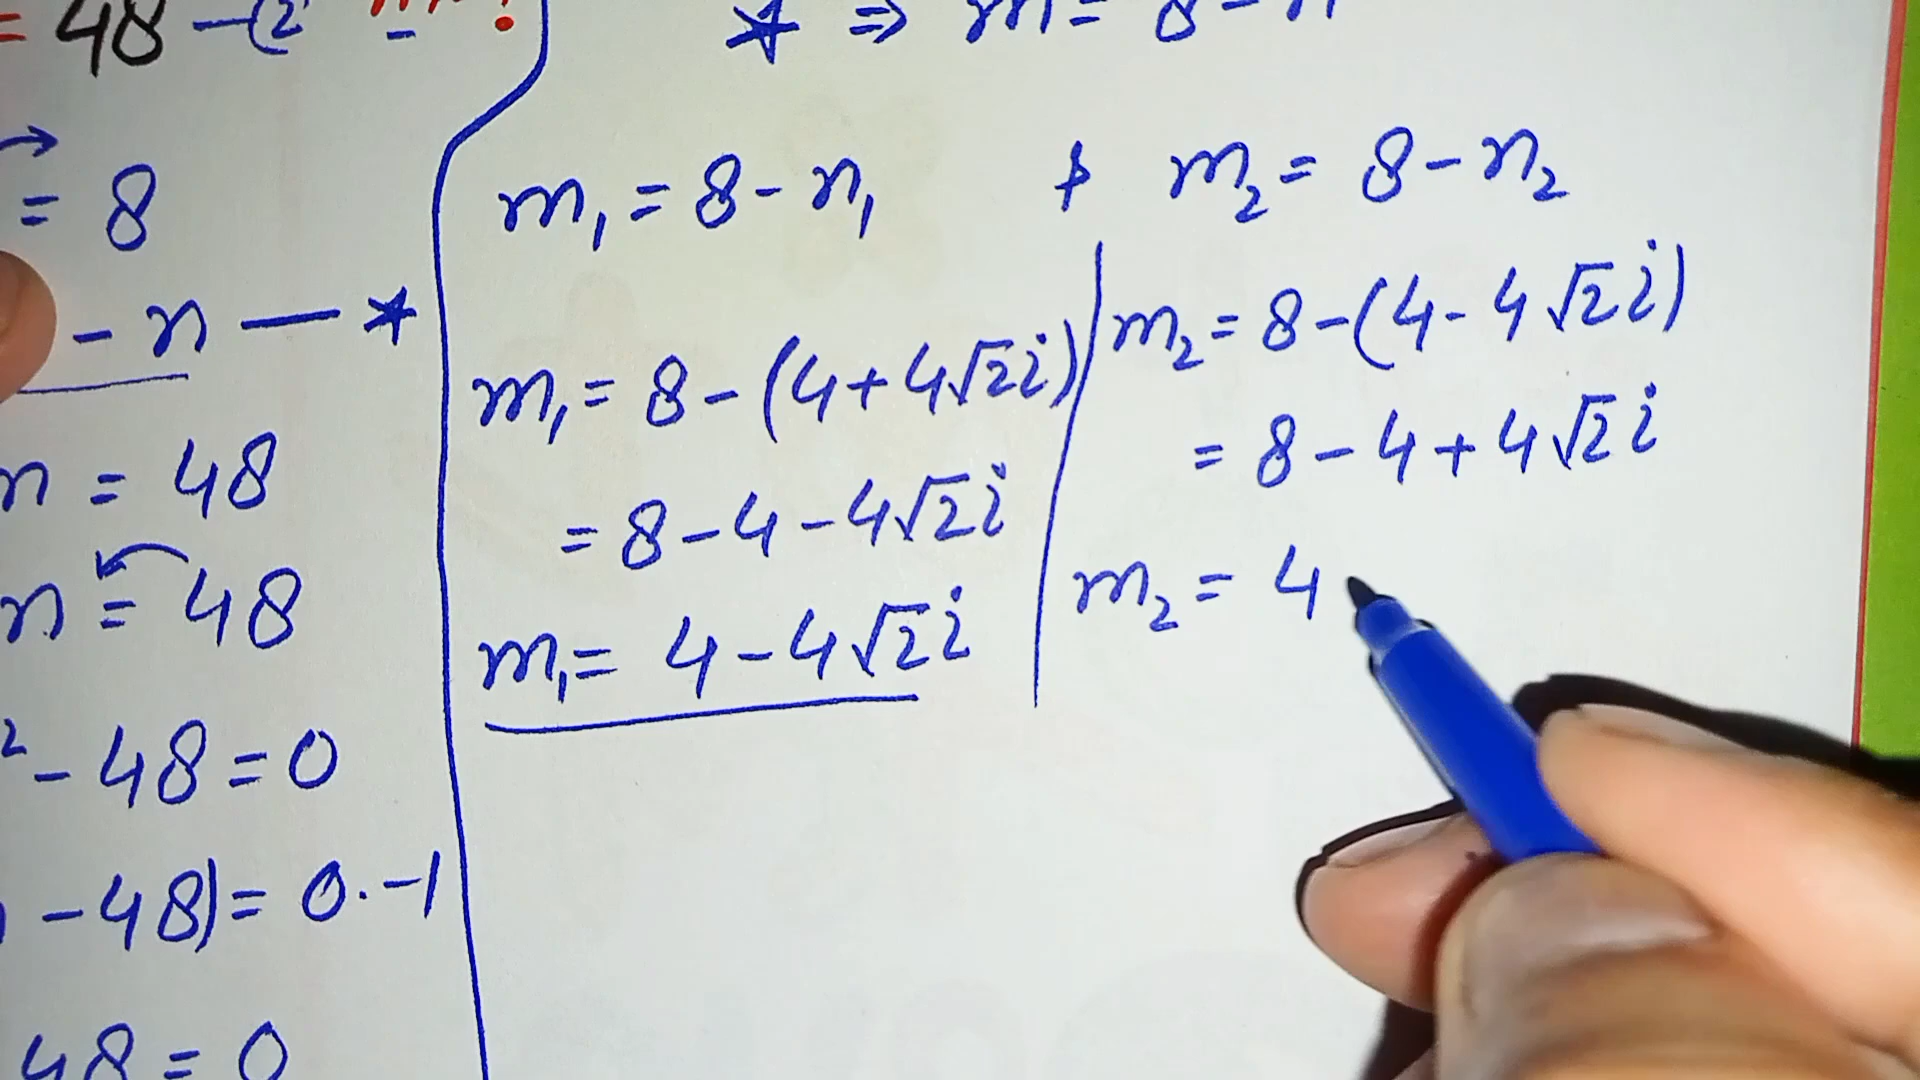 = 48 — (2
= 8
- n — *
n = 48
n = 48
2 - 48 = 0
- 48) = 0 . -1
48 = 0
* ⇒ m = 8 - n
m₁ = 8 - n₁ & m₂ = 8 - n₂
m₁ = 8 - (4 + 4√2i)
= 8 - 4 - 4√2i
m₁ = 4 - 4√2i
m₂ = 8 - (4 - 4√2i)
= 8 - 4 + 4√2i
m₂ = 4